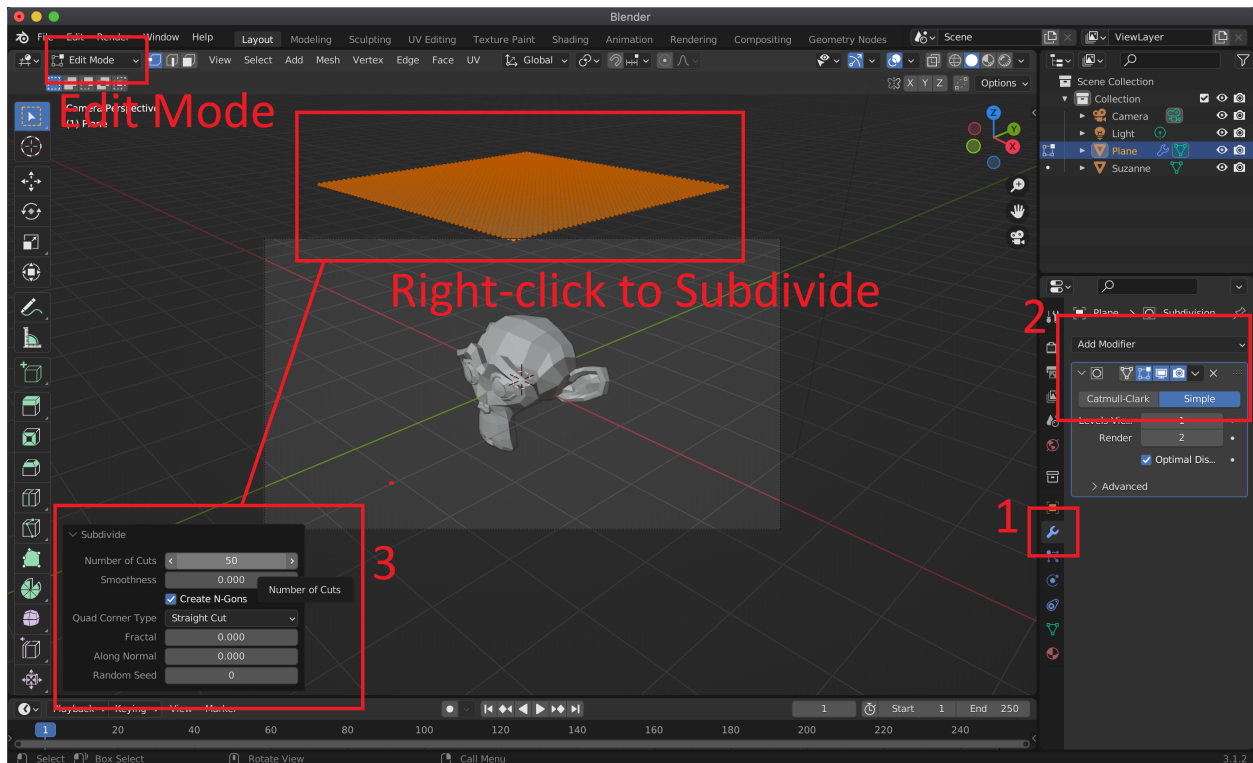 Blender
File Edit Render Window Help Layout Modeling Sculpting UV Editing Texture Paint Shading Animation Rendering Compositing Geometry Nodes Scene ViewLayer
Edit Mode View Select Add Mesh Vertex Edge Face UV Global
X Y Z Options
Edit Mode
Camera Perspective
(1) Plane
Z
Y
X
Scene Collection
Collection
Camera
Light
Plane
Suzanne
Right-click to Subdivide
2
Plane > Subdivision
Add Modifier
Catmull-Clark Simple
Levels Vie... 1
Render 2
Optimal Dis...
Advanced
1
3
Subdivide
Number of Cuts 50
Smoothness 0.000
Number of Cuts
Create N-Gons
Quad Corner Type Straight Cut
Fractal 0.000
Along Normal 0.000
Random Seed 0
Playback Keying View Marker 1 Start 1 End 250
1 20 40 60 80 100 120 140 160 180 200 220 240
Select Box Select Rotate View Call Menu 3.1.2